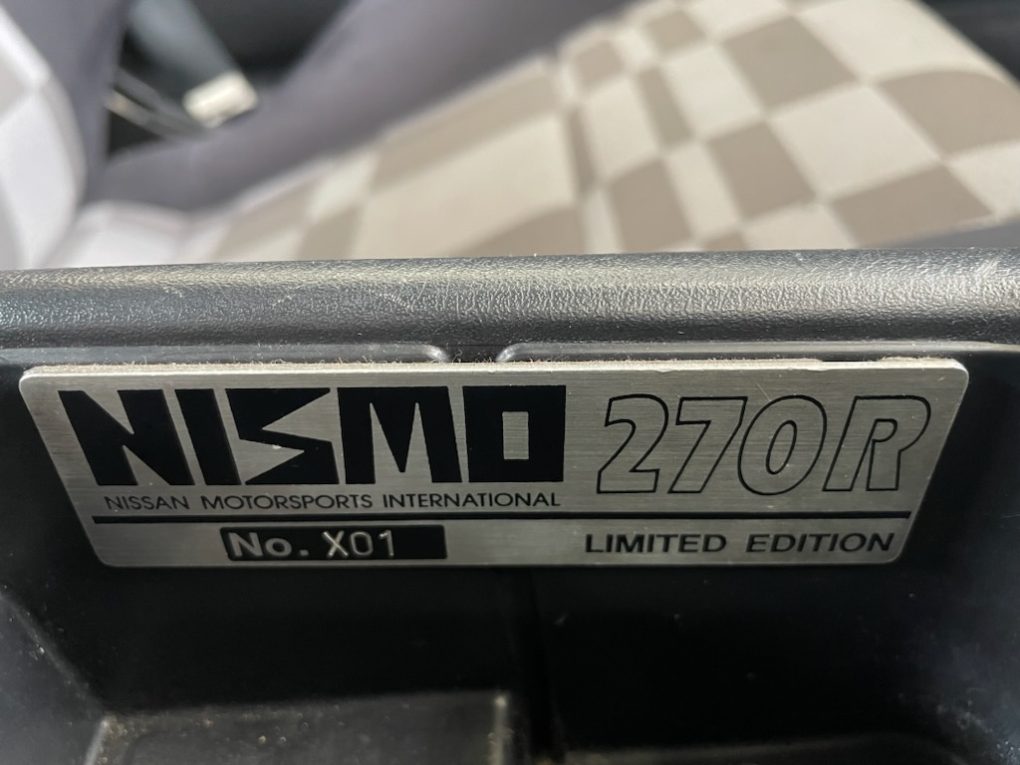 NISMO 270R
NISSAN MOTORSPORTS INTERNATIONAL
No. X01 LIMITED EDITION